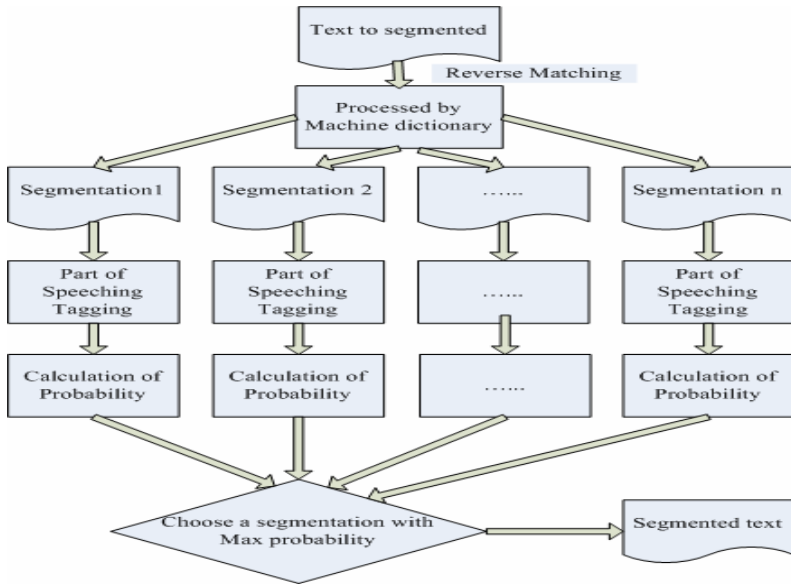 Text to segmented
Reverse Matching
Processed by
Machine dictionary
Segmentation1
Segmentation 2
......
Segmentation n
Part of
Speeching
Tagging
Part of
Speeching
Tagging
......
Part of
Speeching
Tagging
Calculation of
Probability
Calculation of
Probability
......
Calculation of
Probability
Choose a segmentation with
Max probability
Segmented text